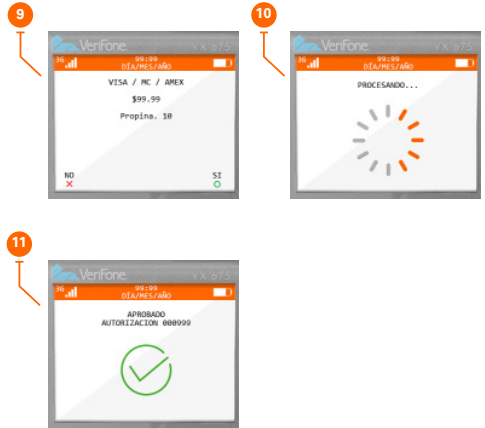 9
VeriFone
VX 675
3G
99:99
DÍA/MES/AÑO
VISA / MC / AMEX
$99.99
Propina. 10
NO
SI
10
VeriFone
VX 675
3G
99:99
DÍA/MES/AÑO
PROCESANDO...
11
VeriFone
VX 675
3G
99:99
DÍA/MES/AÑO
APROBADO
AUTORIZACION 000999